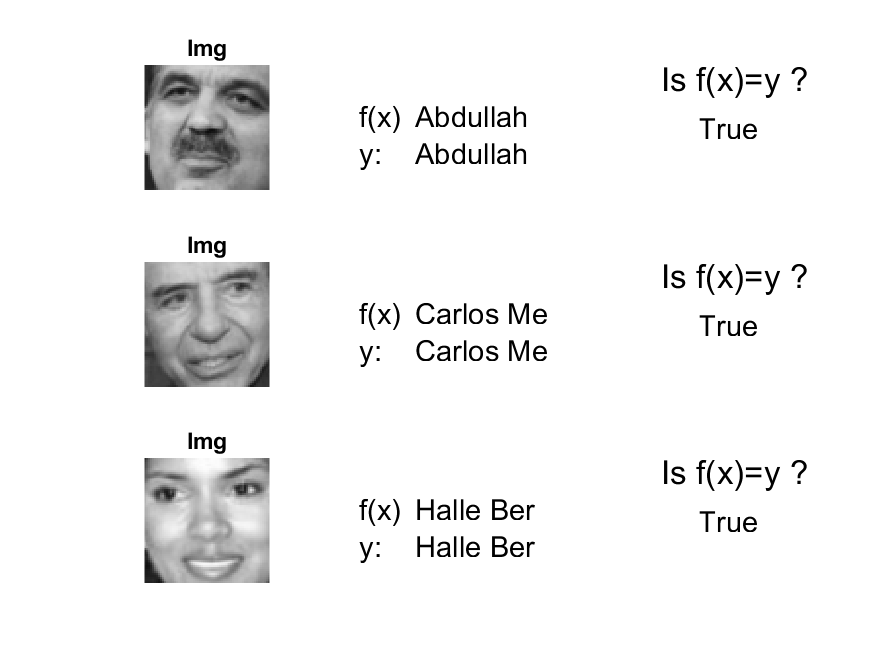 Img
Is f(x)=y ?
f(x) Abdullah
True
y: Abdullah
Img
Is f(x)=y ?
f(x) Carlos Me
True
y: Carlos Me
Img
Is f(x)=y ?
f(x) Halle Ber
True
y: Halle Ber